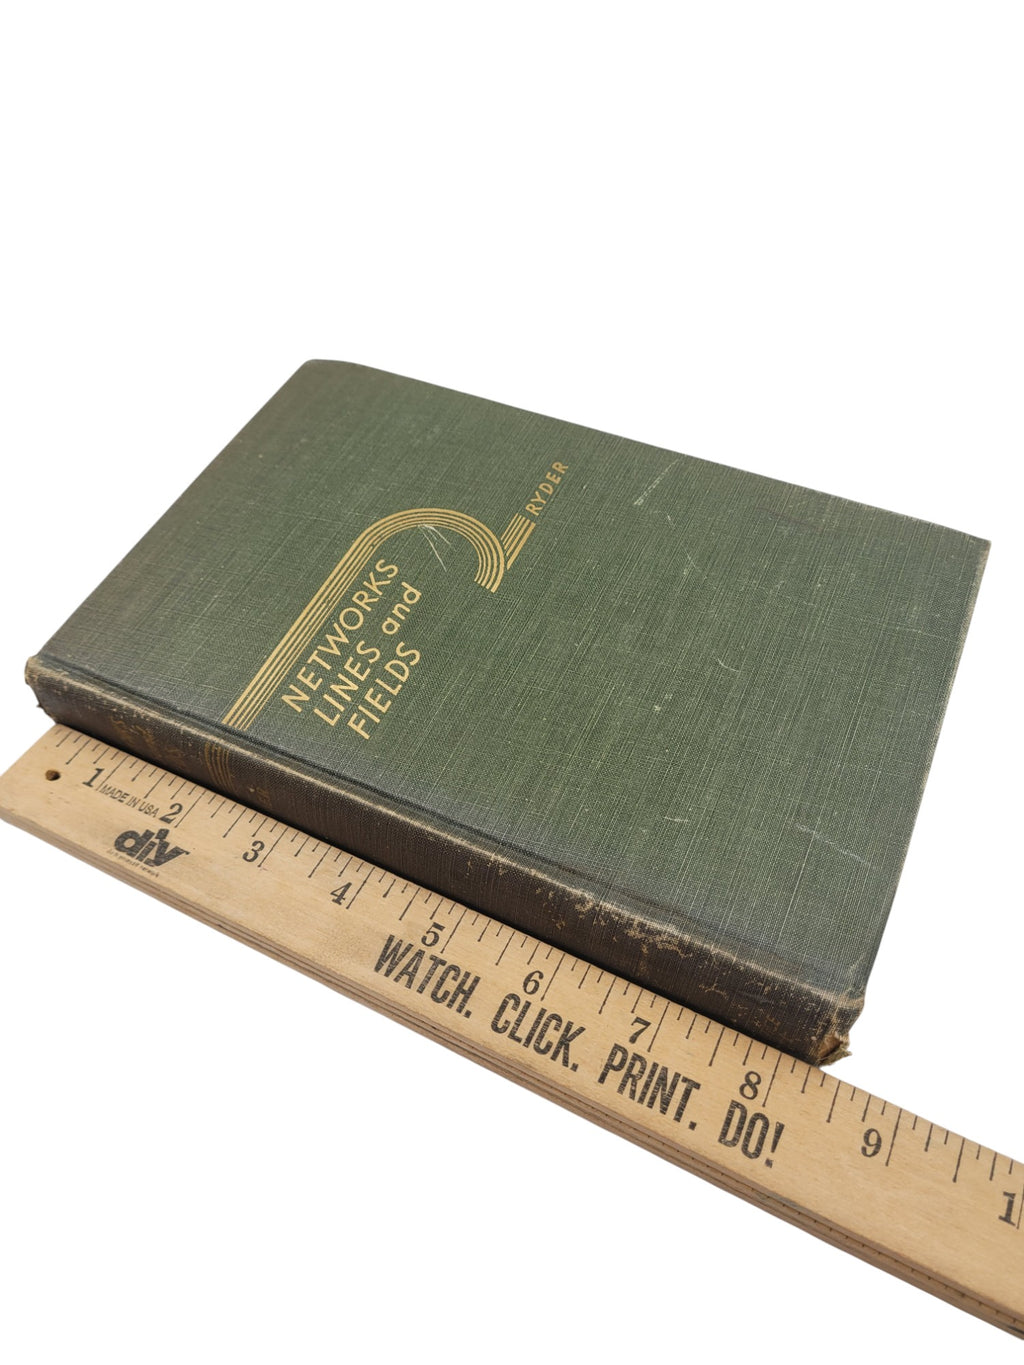 NETWORKS
LINES and
FIELDS
RYDER
1 2 3 4 5 6 7 8 9 1
MADE IN USA
diy
WATCH. CLICK. PRINT. DO!